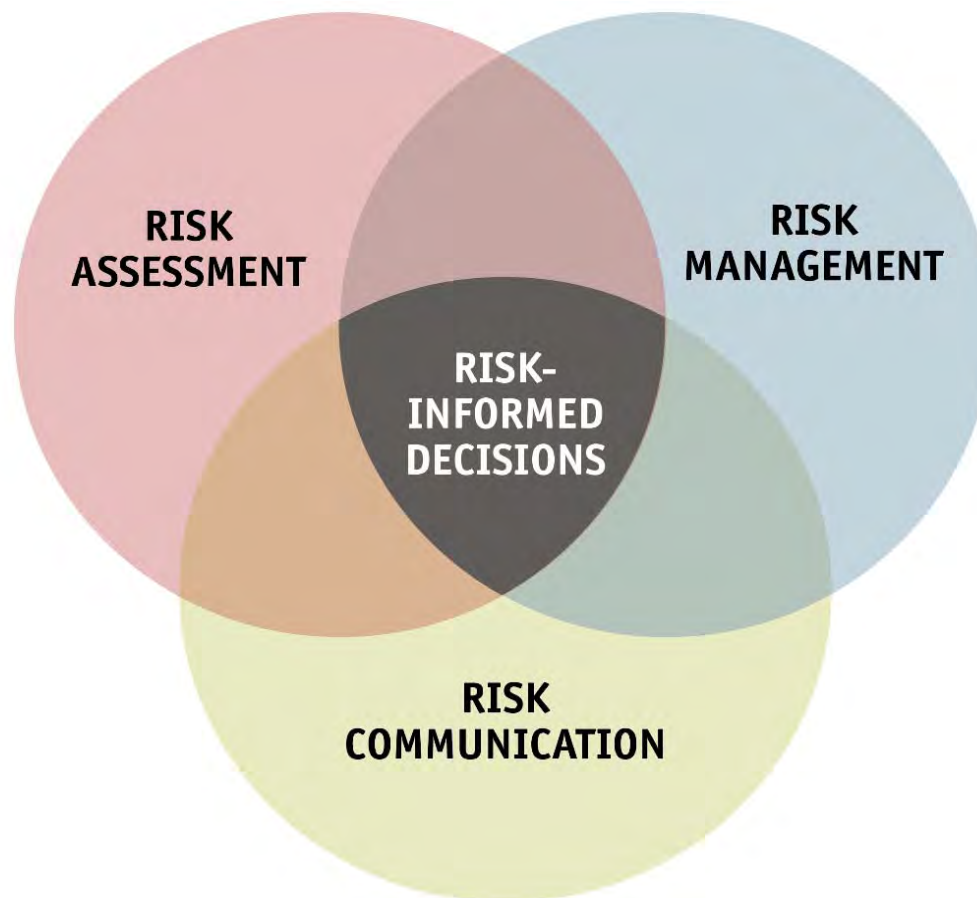 RISK
ASSESSMENT
RISK
MANAGEMENT
RISK-
INFORMED
DECISIONS
RISK
COMMUNICATION